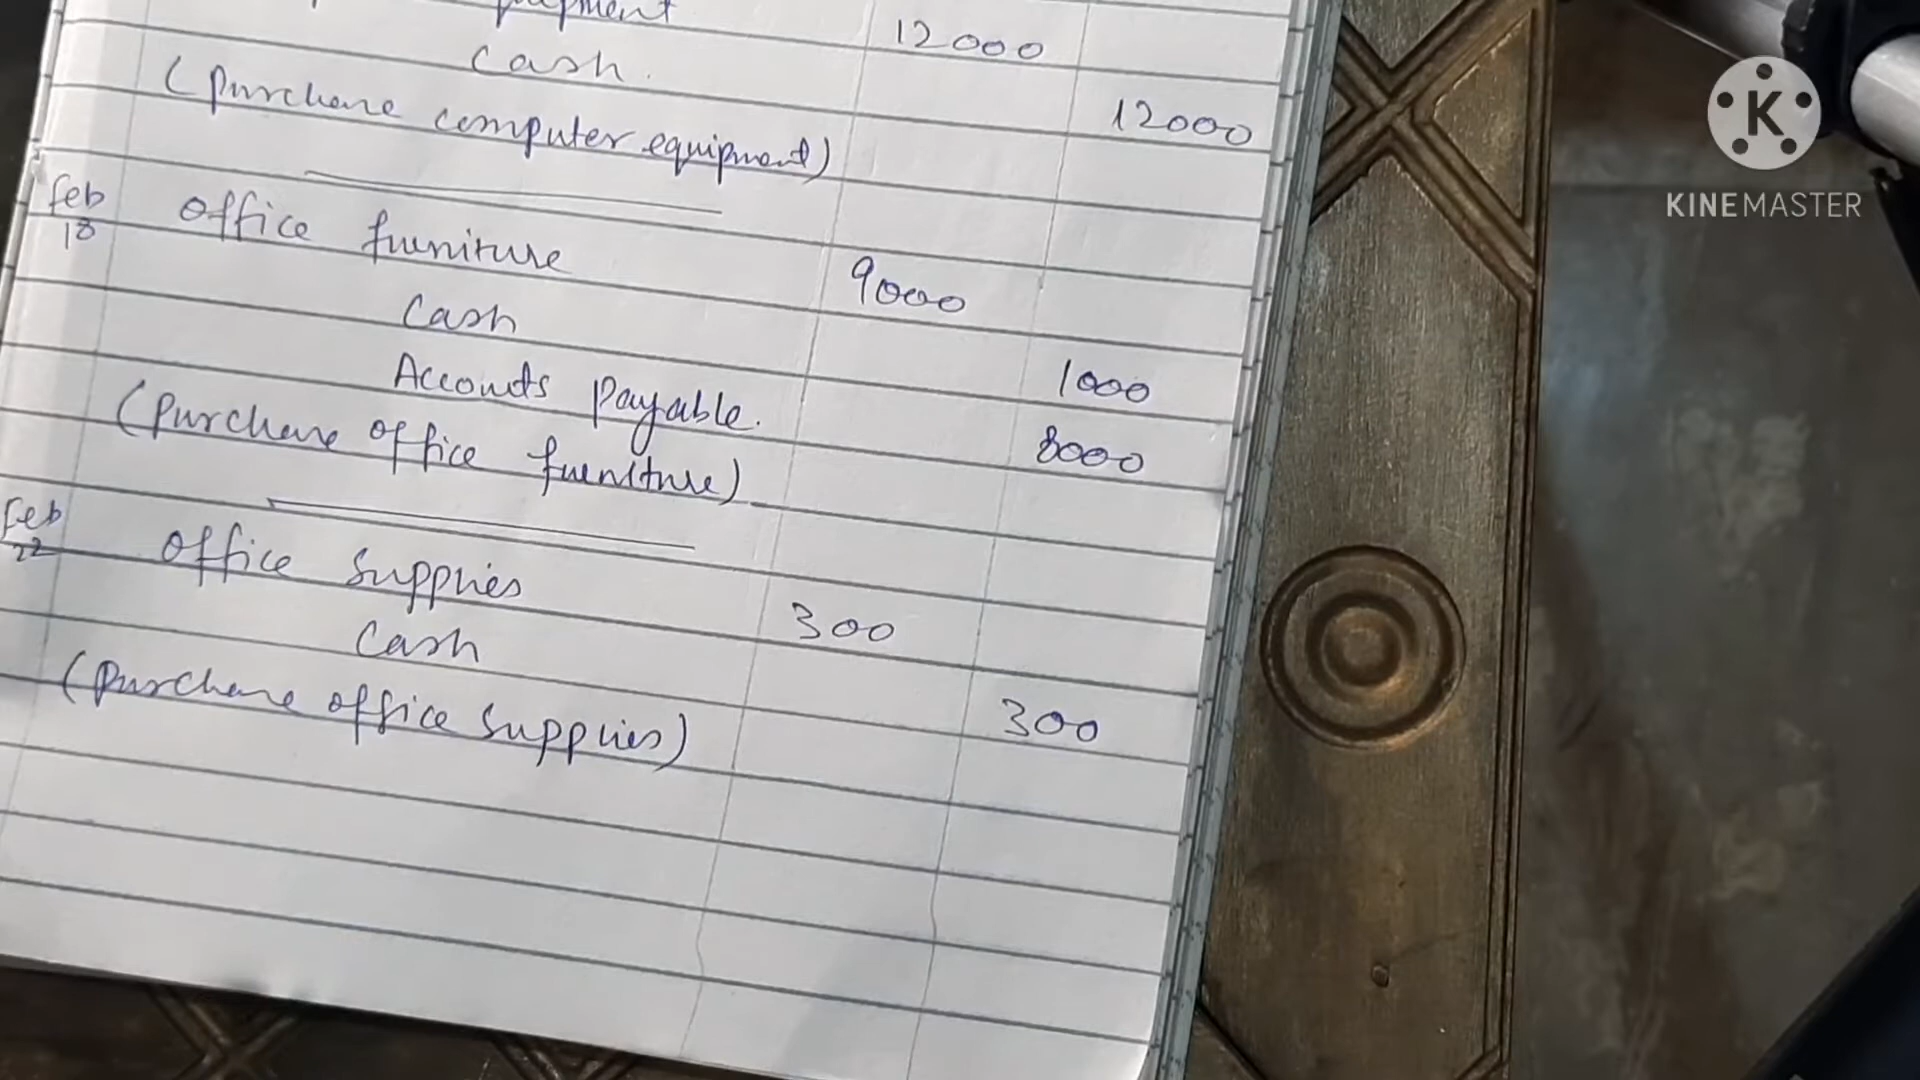 12000
Cash. 12000
(Purchase computer equipment)
Feb 18 Office furniture 9000
Cash 1000
Accounts Payable. 8000
(Purchase office furniture)
Feb 22 Office Supplies 300
Cash 300
(Purchase office supplies)
K
KINEMASTER